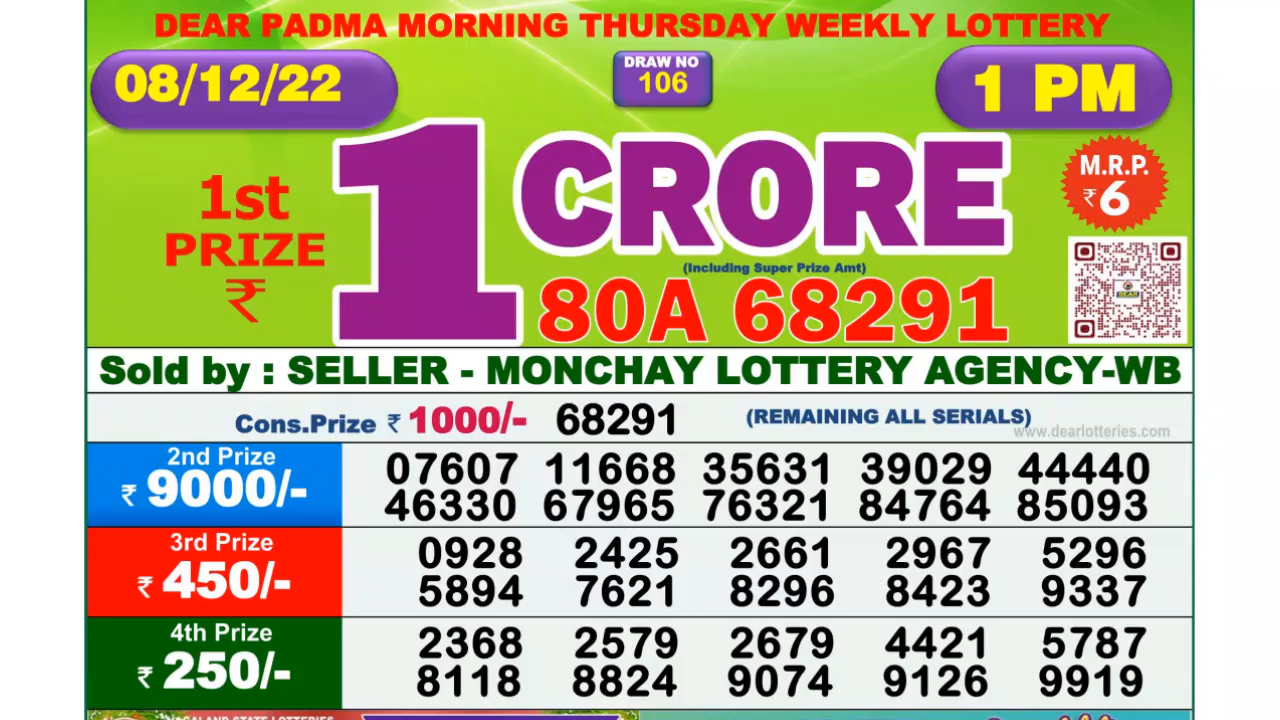 DEAR PADMA MORNING THURSDAY WEEKLY LOTTERY
08/12/22
DRAW NO
106
1 PM
1st
PRIZE
₹
1 CRORE
(Including Super Prize Amt)
80A 68291
M.R.P.
₹ 6
DEAR
Sold by : SELLER - MONCHAY LOTTERY AGENCY-WB
Cons.Prize ₹ 1000/- 68291 (REMAINING ALL SERIALS)
www.dearlotteries.com
2nd Prize
₹ 9000/-
07607 11668 35631 39029 44440
46330 67965 76321 84764 85093
3rd Prize
₹ 450/-
0928 2425 2661 2967 5296
5894 7621 8296 8423 9337
4th Prize
₹ 250/-
2368 2579 2679 4421 5787
8118 8824 9074 9126 9919
STATE LOTTERIES